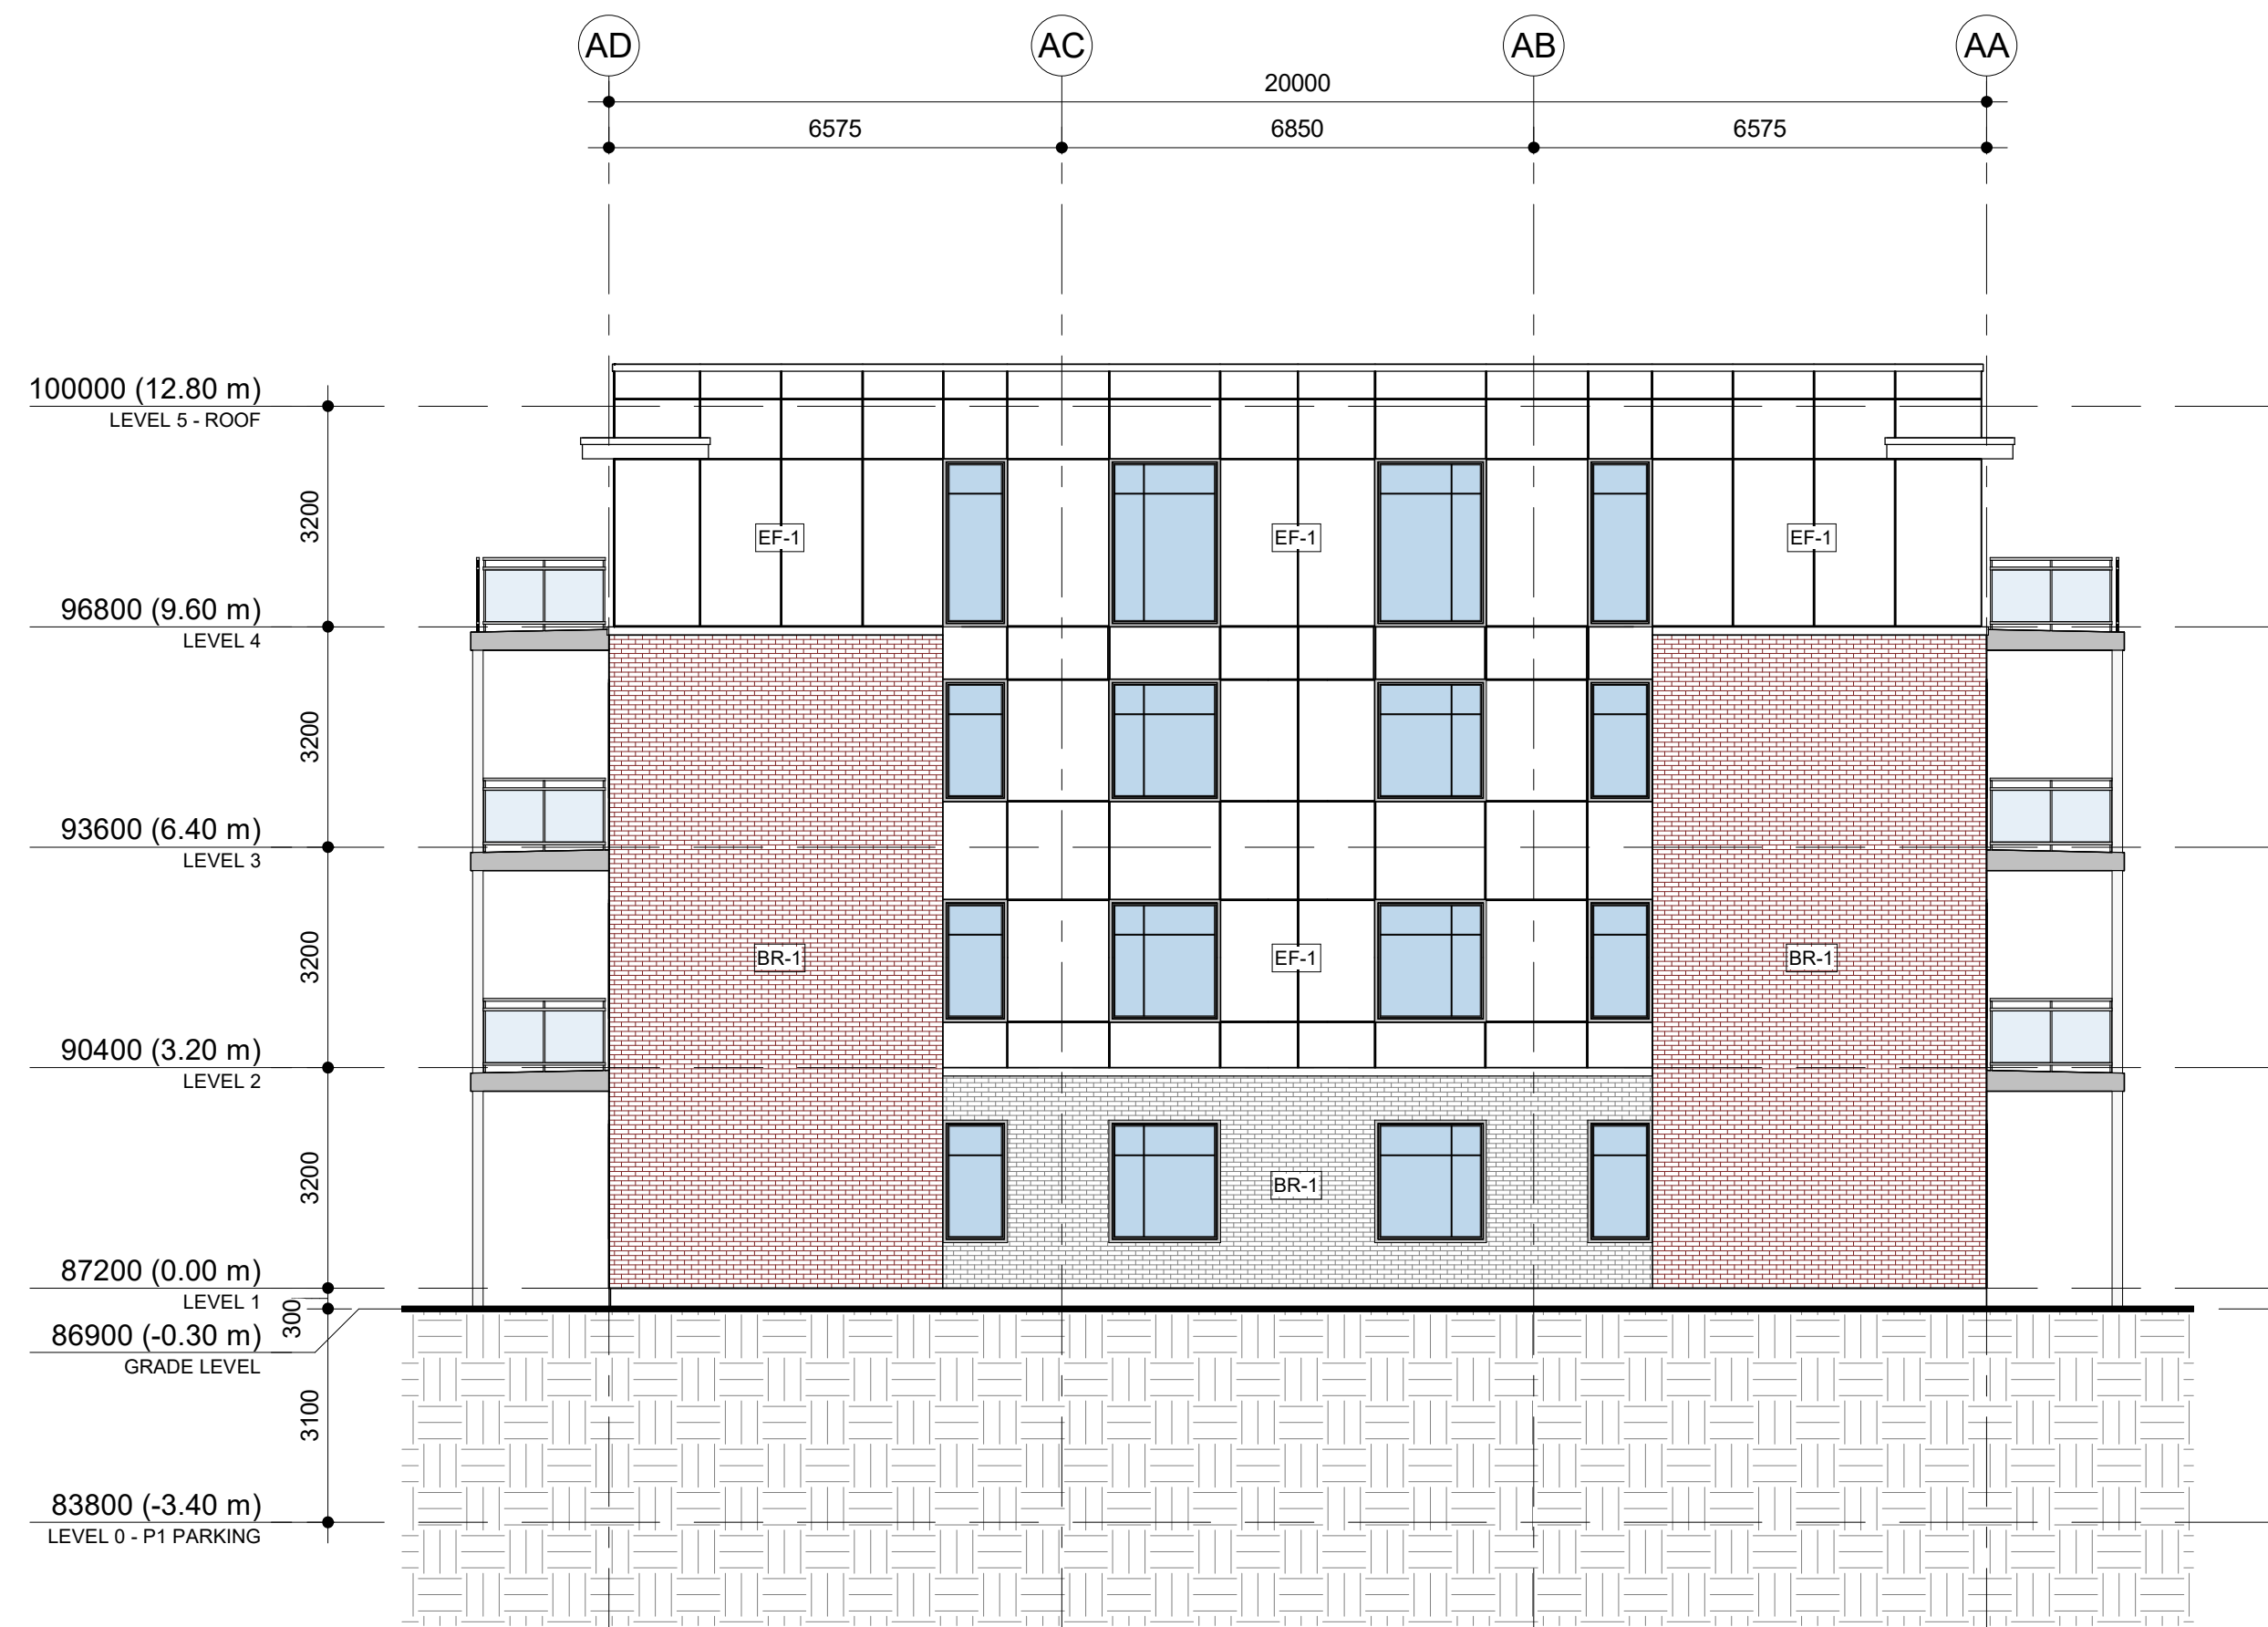 AD AC AB AA
20000
6575 6850 6575
100000 (12.80 m)
LEVEL 5 - ROOF
3200
EF-1 EF-1 EF-1
96800 (9.60 m)
LEVEL 4
3200
93600 (6.40 m)
LEVEL 3
3200
BR-1 EF-1 BR-1
90400 (3.20 m)
LEVEL 2
3200
BR-1
87200 (0.00 m)
LEVEL 1
300
86900 (-0.30 m)
GRADE LEVEL
3100
83800 (-3.40 m)
LEVEL 0 - P1 PARKING